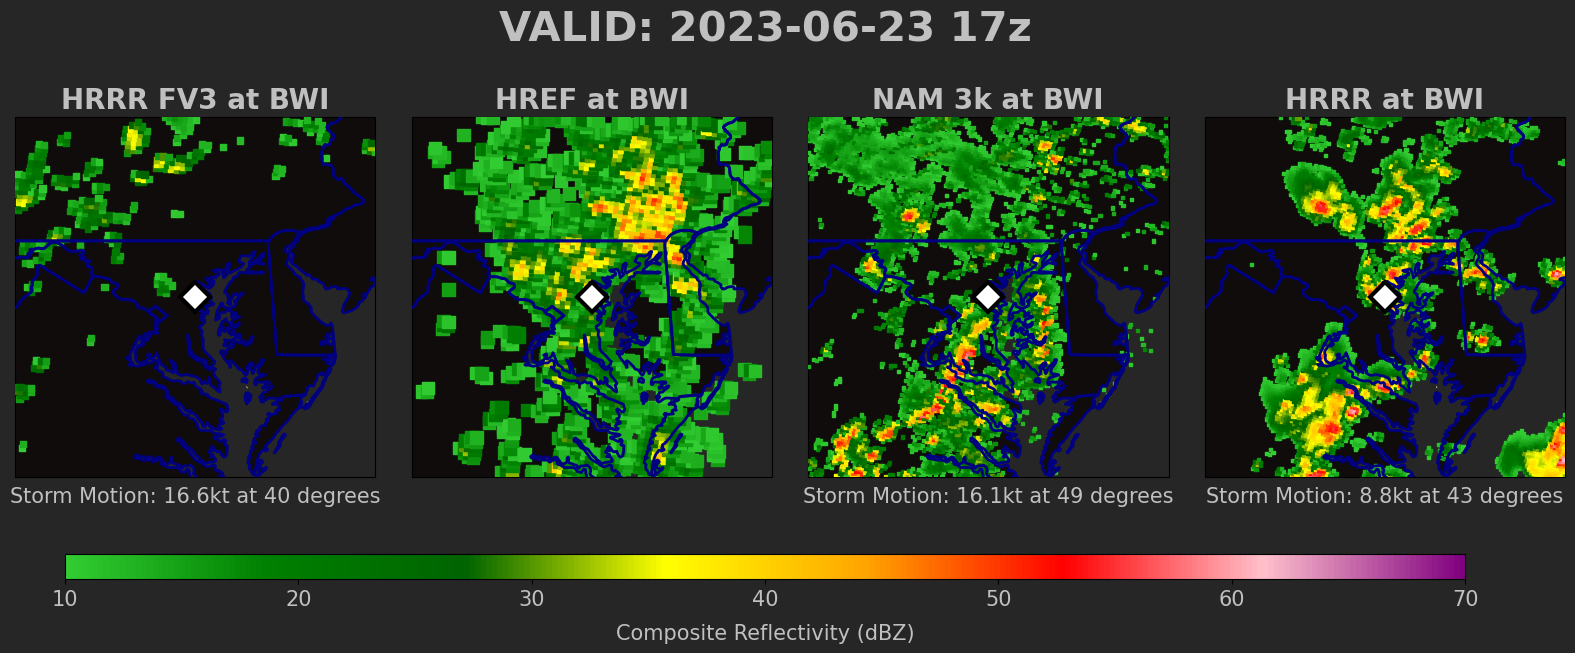 VALID: 2023-06-23 17z
HRRR FV3 at BWI
HREF at BWI
NAM 3k at BWI
HRRR at BWI
Storm Motion: 16.6kt at 40 degrees
Storm Motion: 16.1kt at 49 degrees
Storm Motion: 8.8kt at 43 degrees
10 20 30 40 50 60 70
Composite Reflectivity (dBZ)